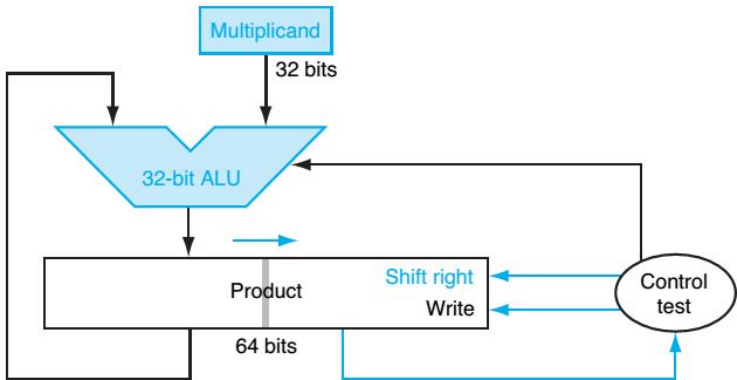 Multiplicand
32 bits
32-bit ALU
Product
Shift right
Write
Control
test
64 bits